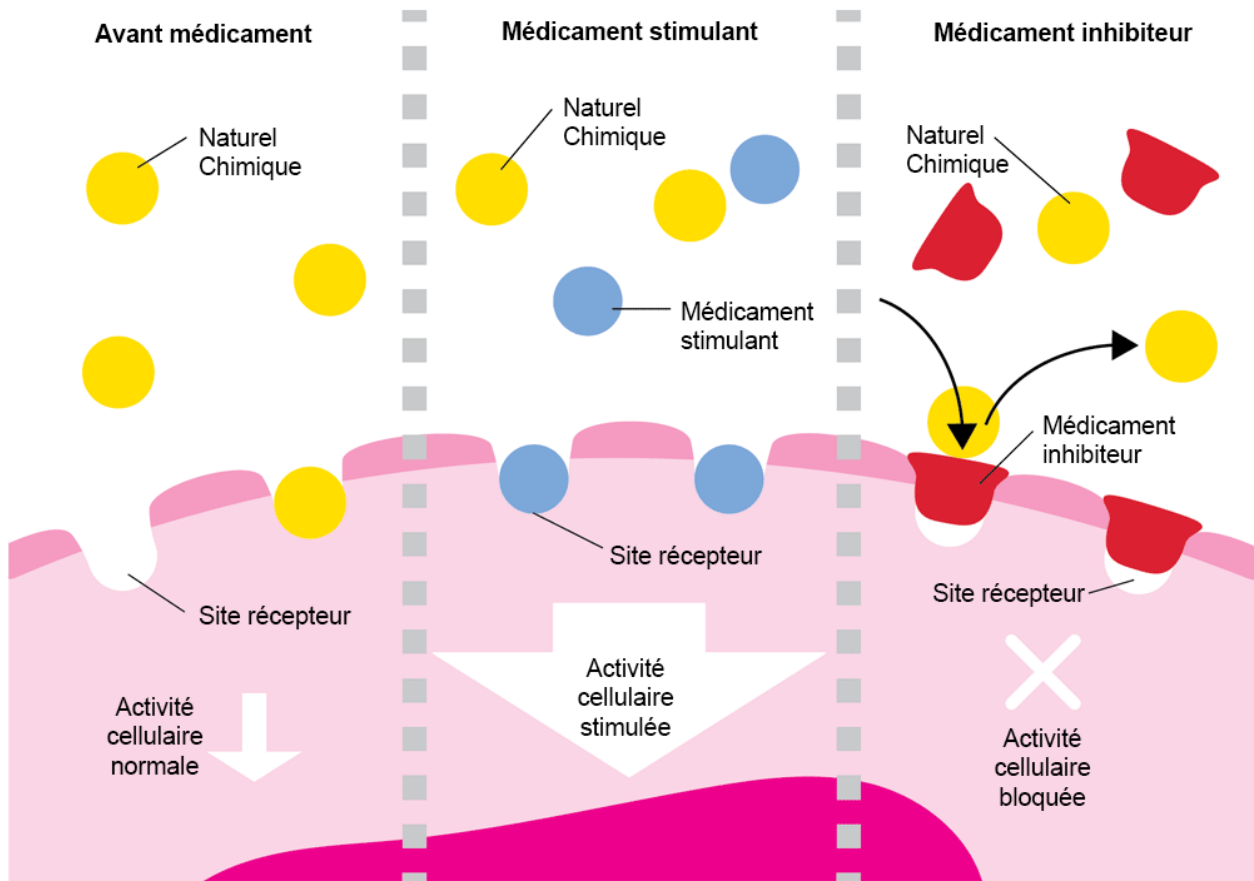 Avant médicament
Naturel
Chimique
Site récepteur
Activité
cellulaire
normale
Médicament stimulant
Naturel
Chimique
Médicament
stimulant
Site récepteur
Activité
cellulaire
stimulée
Médicament inhibiteur
Naturel
Chimique
Médicament
inhibiteur
Site récepteur
Activité
cellulaire
bloquée